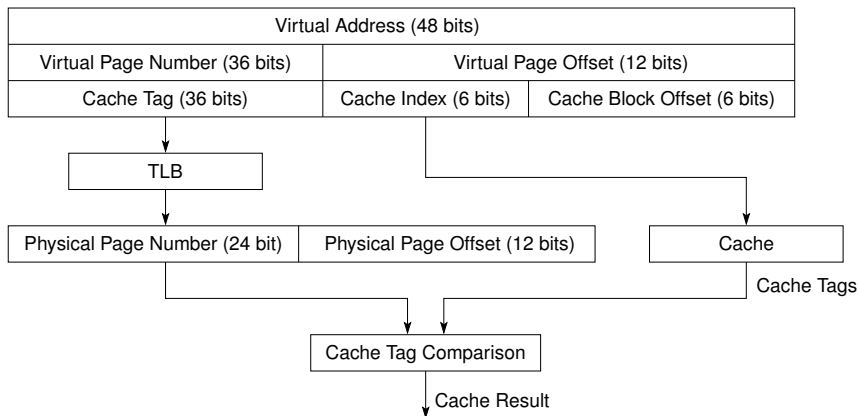 Virtual Address (48 bits)
Virtual Page Number (36 bits)
Virtual Page Offset (12 bits)
Cache Tag (36 bits)
Cache Index (6 bits)
Cache Block Offset (6 bits)
TLB
Physical Page Number (24 bit)
Physical Page Offset (12 bits)
Cache
Cache Tags
Cache Tag Comparison
Cache Result